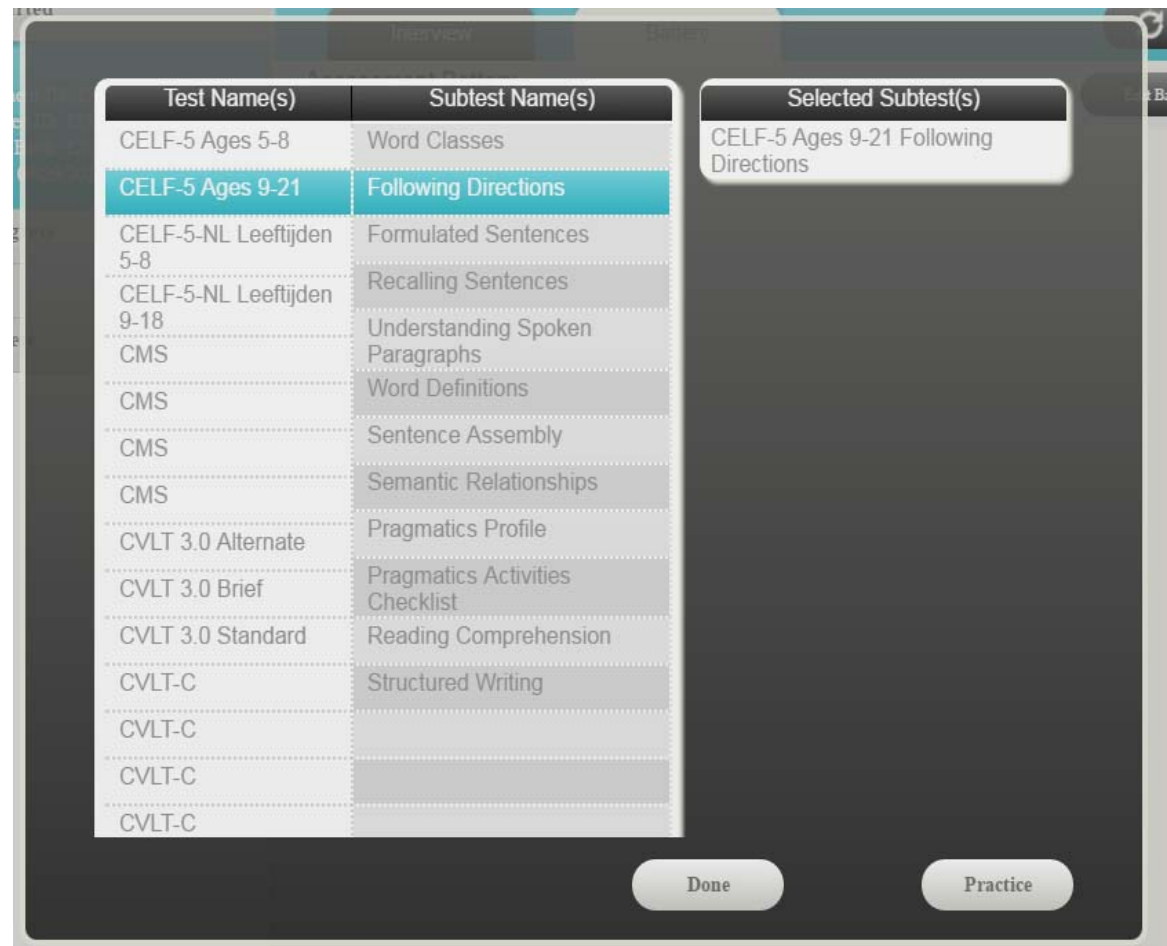 Interview
Battery
Test Name(s)
Subtest Name(s)
Selected Subtest(s)
CELF-5 Ages 5-8
Word Classes
CELF-5 Ages 9-21 Following
Directions
CELF-5 Ages 9-21
Following Directions
CELF-5-NL Leeftijden
5-8
Formulated Sentences
CELF-5-NL Leeftijden
9-18
Recalling Sentences
Understanding Spoken
Paragraphs
CMS
Word Definitions
CMS
Sentence Assembly
CMS
Semantic Relationships
CMS
Pragmatics Profile
CVLT 3.0 Alternate
Pragmatics Activities
Checklist
CVLT 3.0 Brief
Reading Comprehension
CVLT 3.0 Standard
Structured Writing
CVLT-C
CVLT-C
CVLT-C
CVLT-C
Done
Practice